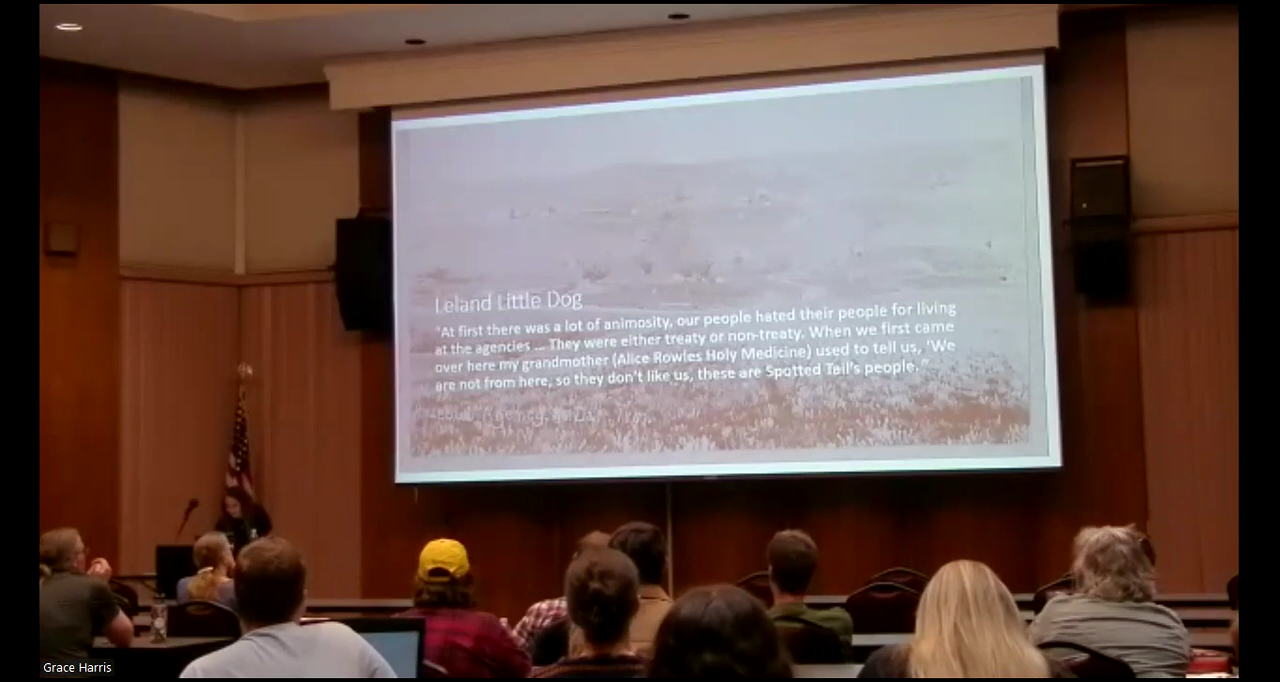 Leland Little Dog
"At first there was a lot of animosity, our people hated their people for living
at the agencies ... They were either treaty or non-treaty. When we first came
over here my grandmother (Alice Rowles Holy Medicine) used to tell us, 'We
are not from here, so they don't like us, these are Spotted Tail's people.'"
Agency,
Grace Harris